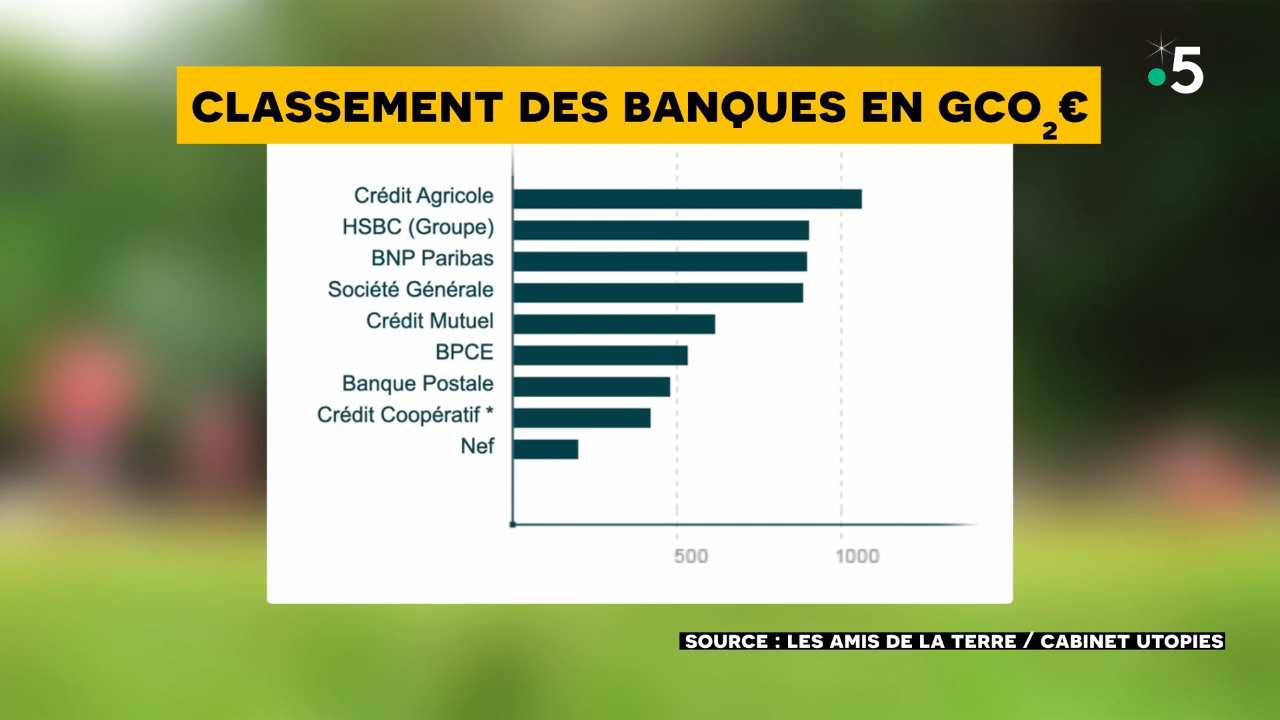 5
CLASSEMENT DES BANQUES EN GCO₂€
Crédit Agricole
HSBC (Groupe)
BNP Paribas
Société Générale
Crédit Mutuel
BPCE
Banque Postale
Crédit Coopératif *
Nef
500 1000
SOURCE : LES AMIS DE LA TERRE / CABINET UTOPIES